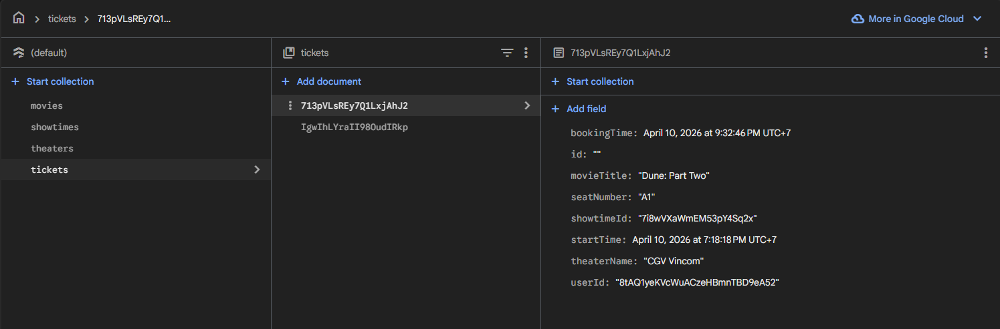 tickets
713pVLsREy7Q1...
More in Google Cloud
(default)
tickets
713pVLsREy7Q1LxjAhJ2
Start collection
Add document
Start collection
movies
showtimes
theaters
tickets
713pVLsREy7Q1LxjAhJ2
IgwIhLYraII98OudIRkp
Add field
bookingTime: April 10, 2026 at 9:32:46 PM UTC+7
id: ""
movieTitle: "Dune: Part Two"
seatNumber: "A1"
showtimeId: "7i8wVXaWmEM53pY4Sq2x"
startTime: April 10, 2026 at 7:18:18 PM UTC+7
theaterName: "CGV Vincom"
userId: "8tAQ1yeKVcWuACzeHBmnTBD9eA52"